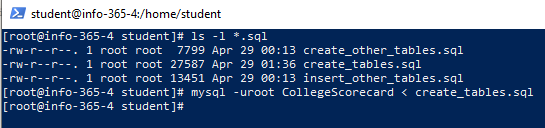 student@info-365-4:/home/student
[root@info-365-4 student]# ls -l *.sql
-rw-r--r--. 1 root root  7799 Apr 29 00:13 create_other_tables.sql
-rw-r--r--. 1 root root 27587 Apr 29 01:36 create_tables.sql
-rw-r--r--. 1 root root 13451 Apr 29 00:13 insert_other_tables.sql
[root@info-365-4 student]# mysql -uroot CollegeScorecard < create_tables.sql
[root@info-365-4 student]#